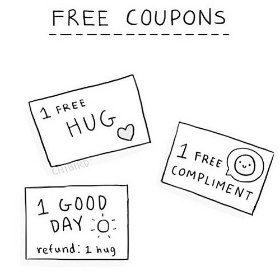 FREE COUPONS
1 FREE
HUG
1 FREE
COMPLIMENT
1 GOOD
DAY
refund: 1 hug